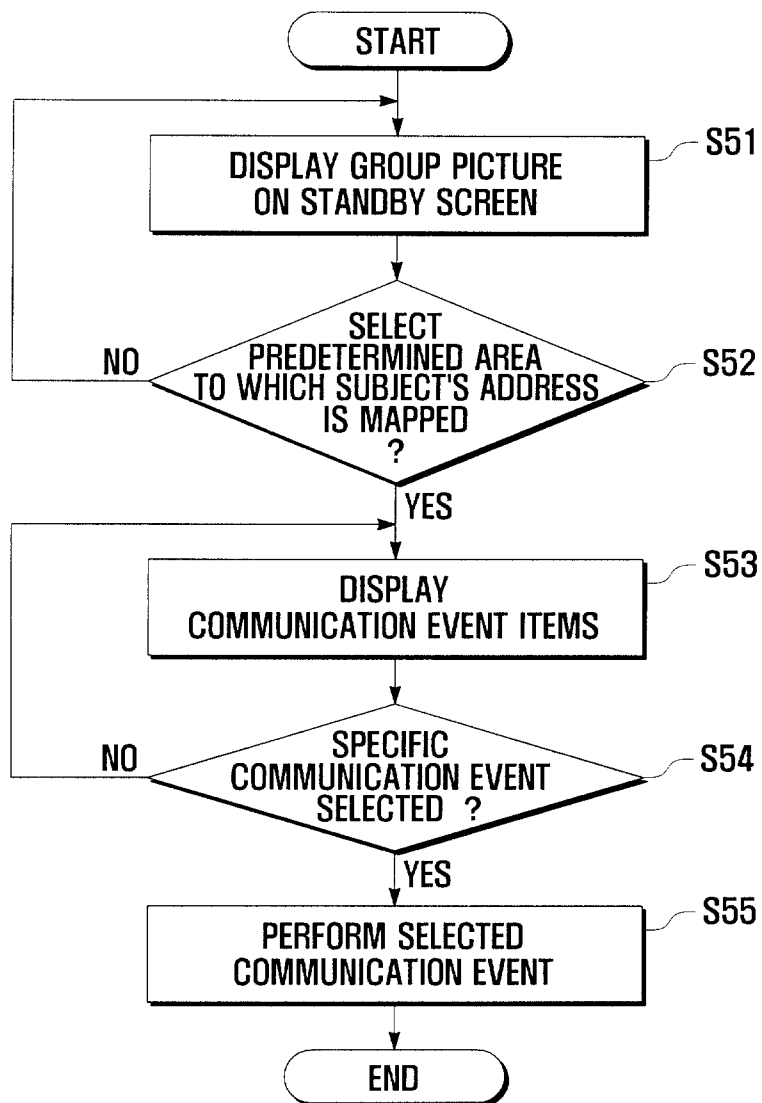 START
DISPLAY GROUP PICTURE
ON STANDBY SCREEN
S51
SELECT
PREDETERMINED AREA
TO WHICH SUBJECT'S ADDRESS
IS MAPPED
?
NO
S52
YES
DISPLAY
COMMUNICATION EVENT ITEMS
S53
SPECIFIC
COMMUNICATION EVENT
SELECTED ?
NO
S54
YES
PERFORM SELECTED
COMMUNICATION EVENT
S55
END